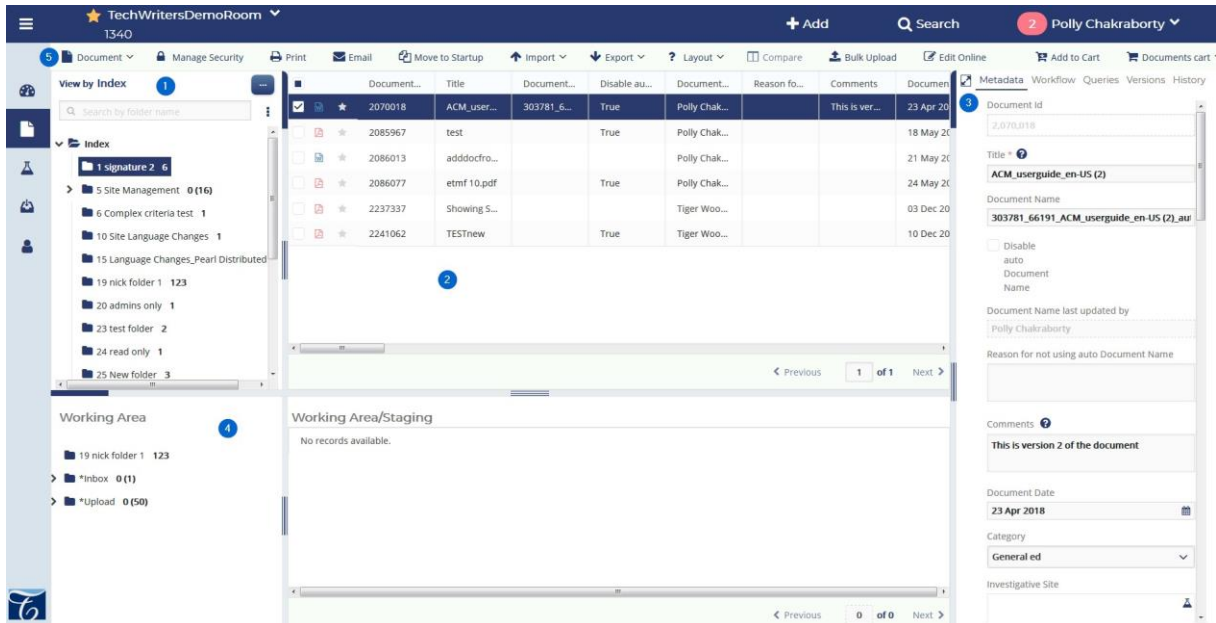 TechWritersDemoRoom
1340
Add
Search
2 Polly Chakraborty
5 Document Manage Security Print Email Move to Startup Import Export ? Layout Compare Bulk Upload Edit Online Add to Cart Documents cart
View by Index 1 ...
Search by folder name
Index
1 signature 2 6
5 Site Management 0 (16)
6 Complex criteria test 1
10 Site Language Changes 1
15 Language Changes_Pearl Distributed
19 nick folder 1 123
20 admins only 1
23 test folder 2
24 read only 1
25 New folder 3
Document... Title Document... Disable au... Document... Reason fo... Comments Documen
2070018 ACM_user... 303781_6... True Polly Chak... This is ver... 23 Apr 20
2085967 test True Polly Chak... 18 May 20
2086013 adddocfro... Polly Chak... 21 May 20
2086077 etmf 10.pdf True Polly Chak... 24 May 20
2237337 Showing S... Tiger Woo... 03 Dec 20
2241062 TESTnew True Tiger Woo... 10 Dec 20
2
Previous 1 of 1 Next
Working Area
4
19 nick folder 1 123
*Inbox 0 (1)
*Upload 0 (50)
Working Area/Staging
No records available.
Previous 0 of 0 Next
Metadata Workflow Queries Versions History
3 Document Id
2,070,018
Title * ?
ACM_userguide_en-US (2)
Document Name
303781_66191_ACM_userguide_en-US (2)_au
Disable
auto
Document
Name
Document Name last updated by
Polly Chakraborty
Reason for not using auto Document Name
Comments ?
This is version 2 of the document
Document Date
23 Apr 2018
Category
General ed
Investigative Site